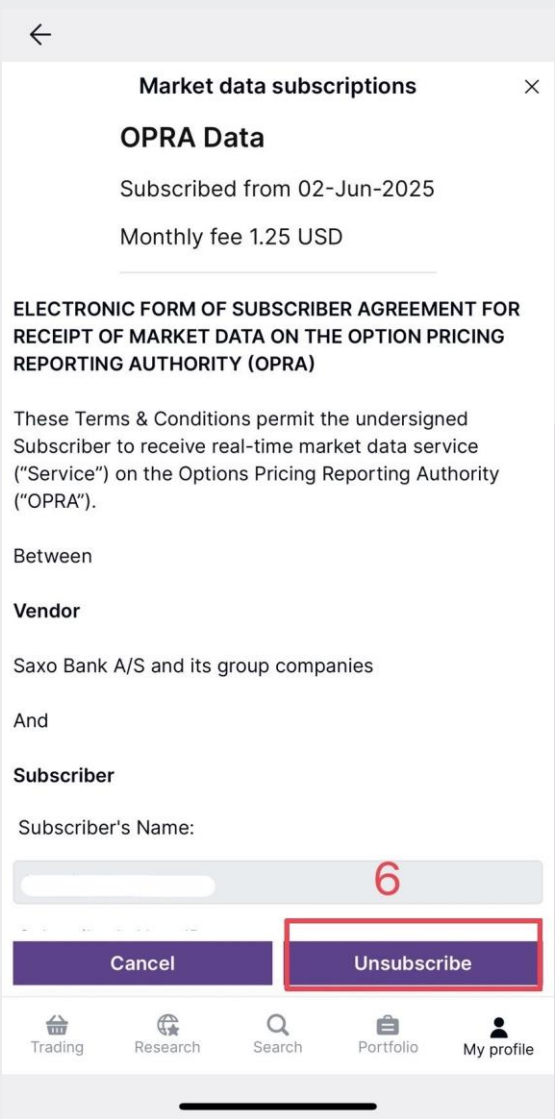 Market data subscriptions
OPRA Data
Subscribed from 02-Jun-2025
Monthly fee 1.25 USD
ELECTRONIC FORM OF SUBSCRIBER AGREEMENT FOR
RECEIPT OF MARKET DATA ON THE OPTION PRICING
REPORTING AUTHORITY (OPRA)
These Terms & Conditions permit the undersigned
Subscriber to receive real-time market data service
(“Service”) on the Options Pricing Reporting Authority
(“OPRA”).
Between
Vendor
Saxo Bank A/S and its group companies
And
Subscriber
Subscriber's Name:
6
Cancel
Unsubscribe
Trading
Research
Search
Portfolio
My profile